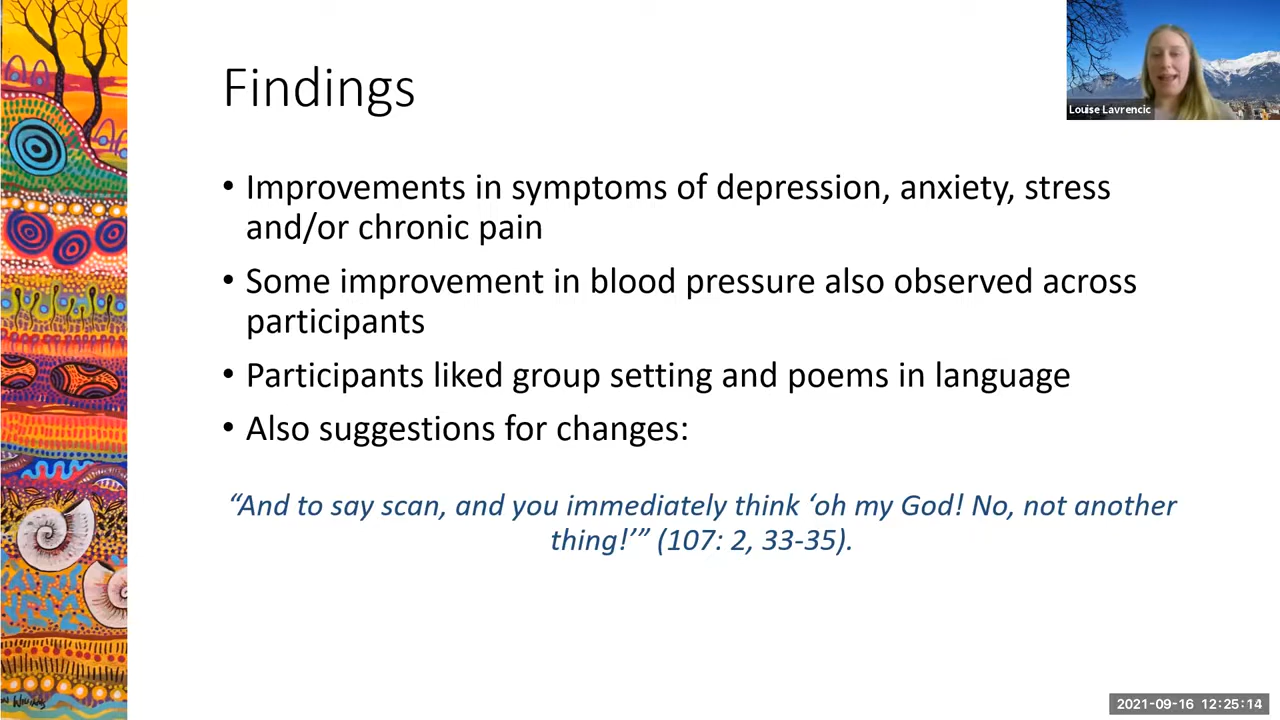 Findings
Louise Lavrencic
• Improvements in symptoms of depression, anxiety, stress
and/or chronic pain
• Some improvement in blood pressure also observed across
participants
• Participants liked group setting and poems in language
• Also suggestions for changes:
“And to say scan, and you immediately think ‘oh my God! No, not another
thing!’” (107: 2, 33-35).
2021-09-16 12:25:14